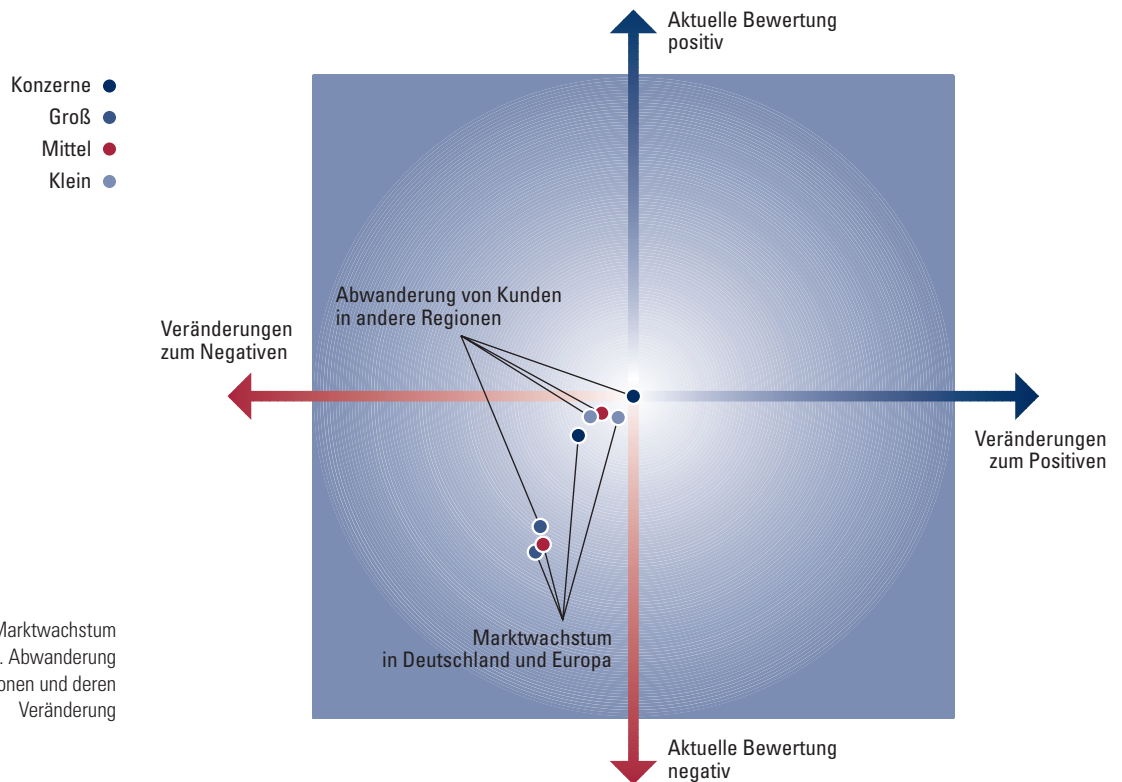 Aktuelle Bewertung
positiv
Konzerne
Groß
Mittel
Klein
Abwanderung von Kunden
in andere Regionen
Veränderungen
zum Negativen
Veränderungen
zum Positiven
Marktwachstum
in Deutschland und Europa
Marktwachstum
. Abwanderung
onen und deren
Veränderung
Aktuelle Bewertung
negativ